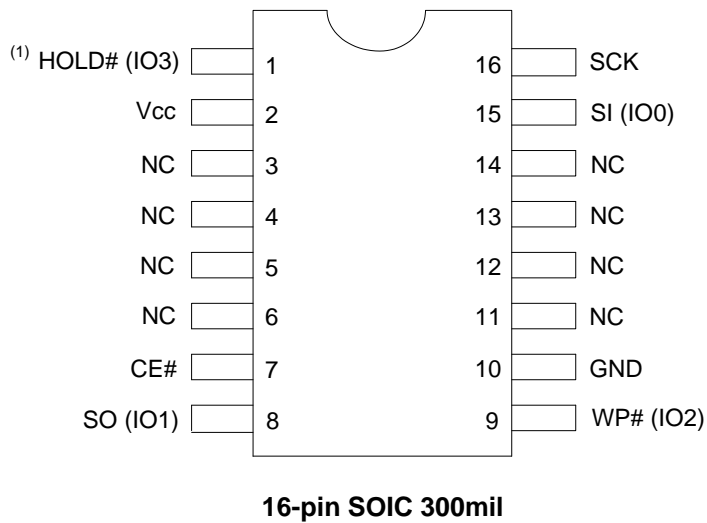 (1) HOLD# (IO3) 1 16 SCK
Vcc 2 15 SI (IO0)
NC 3 14 NC
NC 4 13 NC
NC 5 12 NC
NC 6 11 NC
CE# 7 10 GND
SO (IO1) 8 9 WP# (IO2)
16-pin SOIC 300mil